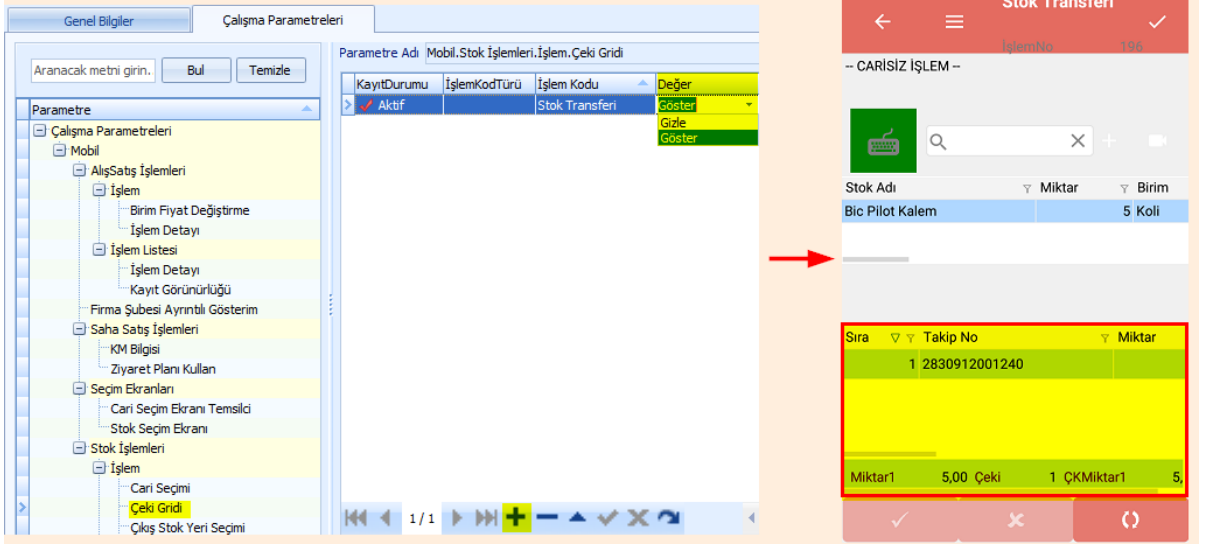 Genel Bilgiler
Çalışma Parametreleri
Aranacak metni girin.
Bul
Temizle
Parametre
Çalışma Parametreleri
Mobil
AlışSatış İşlemleri
İşlem
Birim Fiyat Değiştirme
İşlem Detayı
İşlem Listesi
İşlem Detayı
Kayıt Görünürlüğü
Firma Şubesi Ayrıntılı Gösterim
Saha Satış İşlemleri
KM Bilgisi
Ziyaret Planı Kullan
Seçim Ekranları
Cari Seçim Ekranı Temsilci
Stok Seçim Ekranı
Stok İşlemleri
İşlem
Cari Seçimi
Çeki Gridi
Çıkış Stok Yeri Seçimi
Parametre Adı Mobil.Stok İşlemleri.İşlem.Çeki Gridi
KayıtDurumu İşlemKodTürü İşlem Kodu Değer
Aktif Stok Transferi Göster
Gizle
Göster
1 / 1
Stok Transferi
İşlemNo 196
-- CARİSİZ İŞLEM --
Stok Adı Miktar Birim
Bic Pilot Kalem 5 Koli
Sıra Takip No Miktar
1 2830912001240
Miktar1 5,00 Çeki 1 ÇKMiktar1 5,